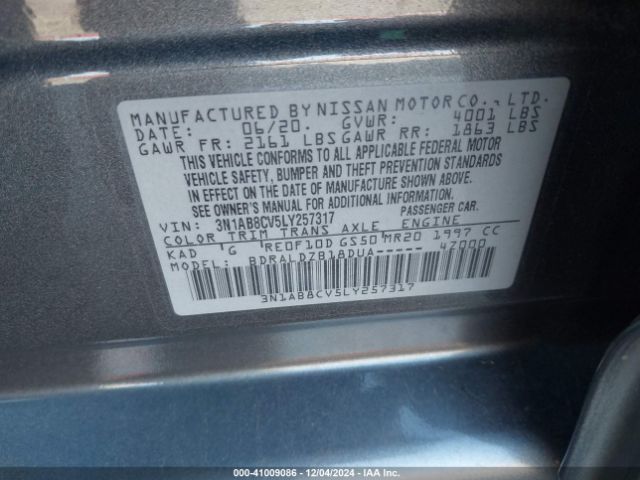 MANUFACTURED BY NISSAN MOTOR CO., LTD.
DATE: 06/20. GVWR: 4001 LBS
GAWR FR: 2161 LBS GAWR RR: 1863 LBS
THIS VEHICLE CONFORMS TO ALL APPLICABLE FEDERAL MOTOR
VEHICLE SAFETY, BUMPER AND THEFT PREVENTION STANDARDS
IN EFFECT ON THE DATE OF MANUFACTURE SHOWN ABOVE.
SEE OWNER'S MANUAL FOR ADDITIONAL INFORMATION.
VIN: 3N1AB8CV5LY257317 PASSENGER CAR.
COLOR TRIM TRANS AXLE ENGINE
KAD G RE0F10D GS50 MR20 1997 CC
MODEL: BDRALDZB18DUA----- 47000
3N1AB8CV5LY257317
00-41009086 - 12/04/2024 - IAA Inc.